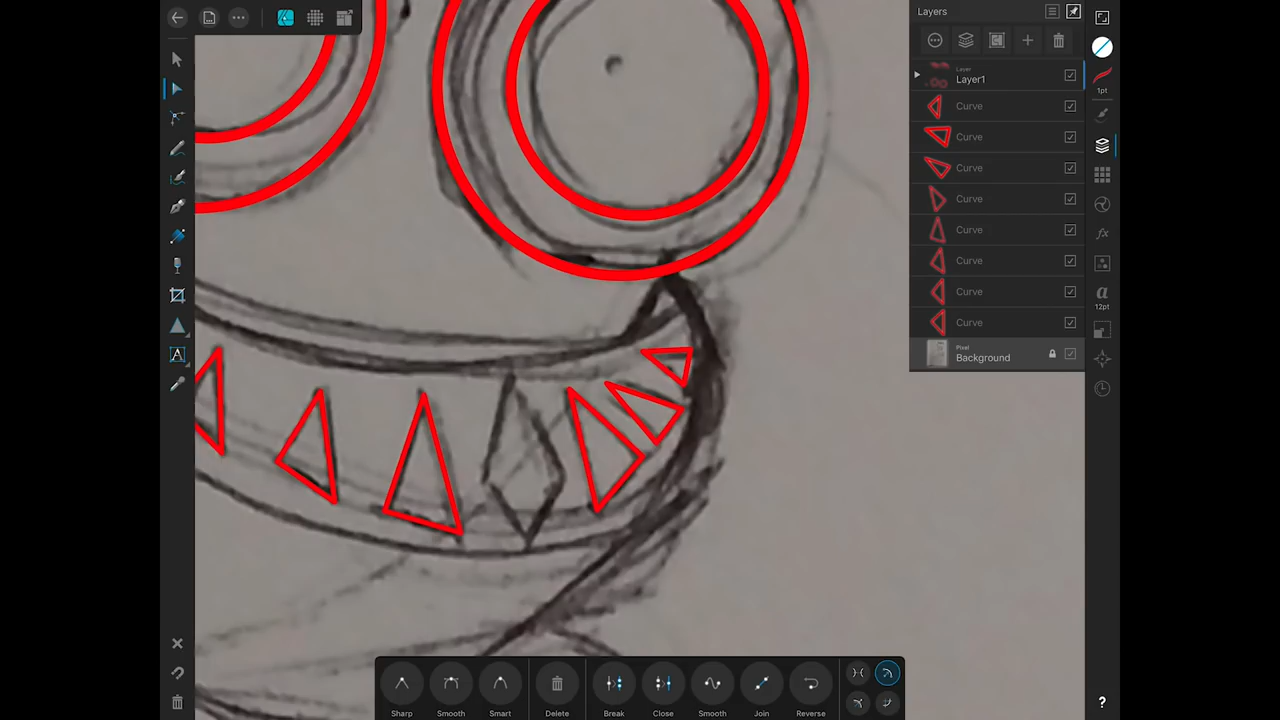 Layers
Layer
Layer1
1pt
Curve
Curve
Curve
Curve
Curve
Curve
Curve
Curve
a
12pt
Pixel
Background
A
fx
?
Sharp
Smooth
Smart
Delete
Break
Close
Smooth
Join
Reverse